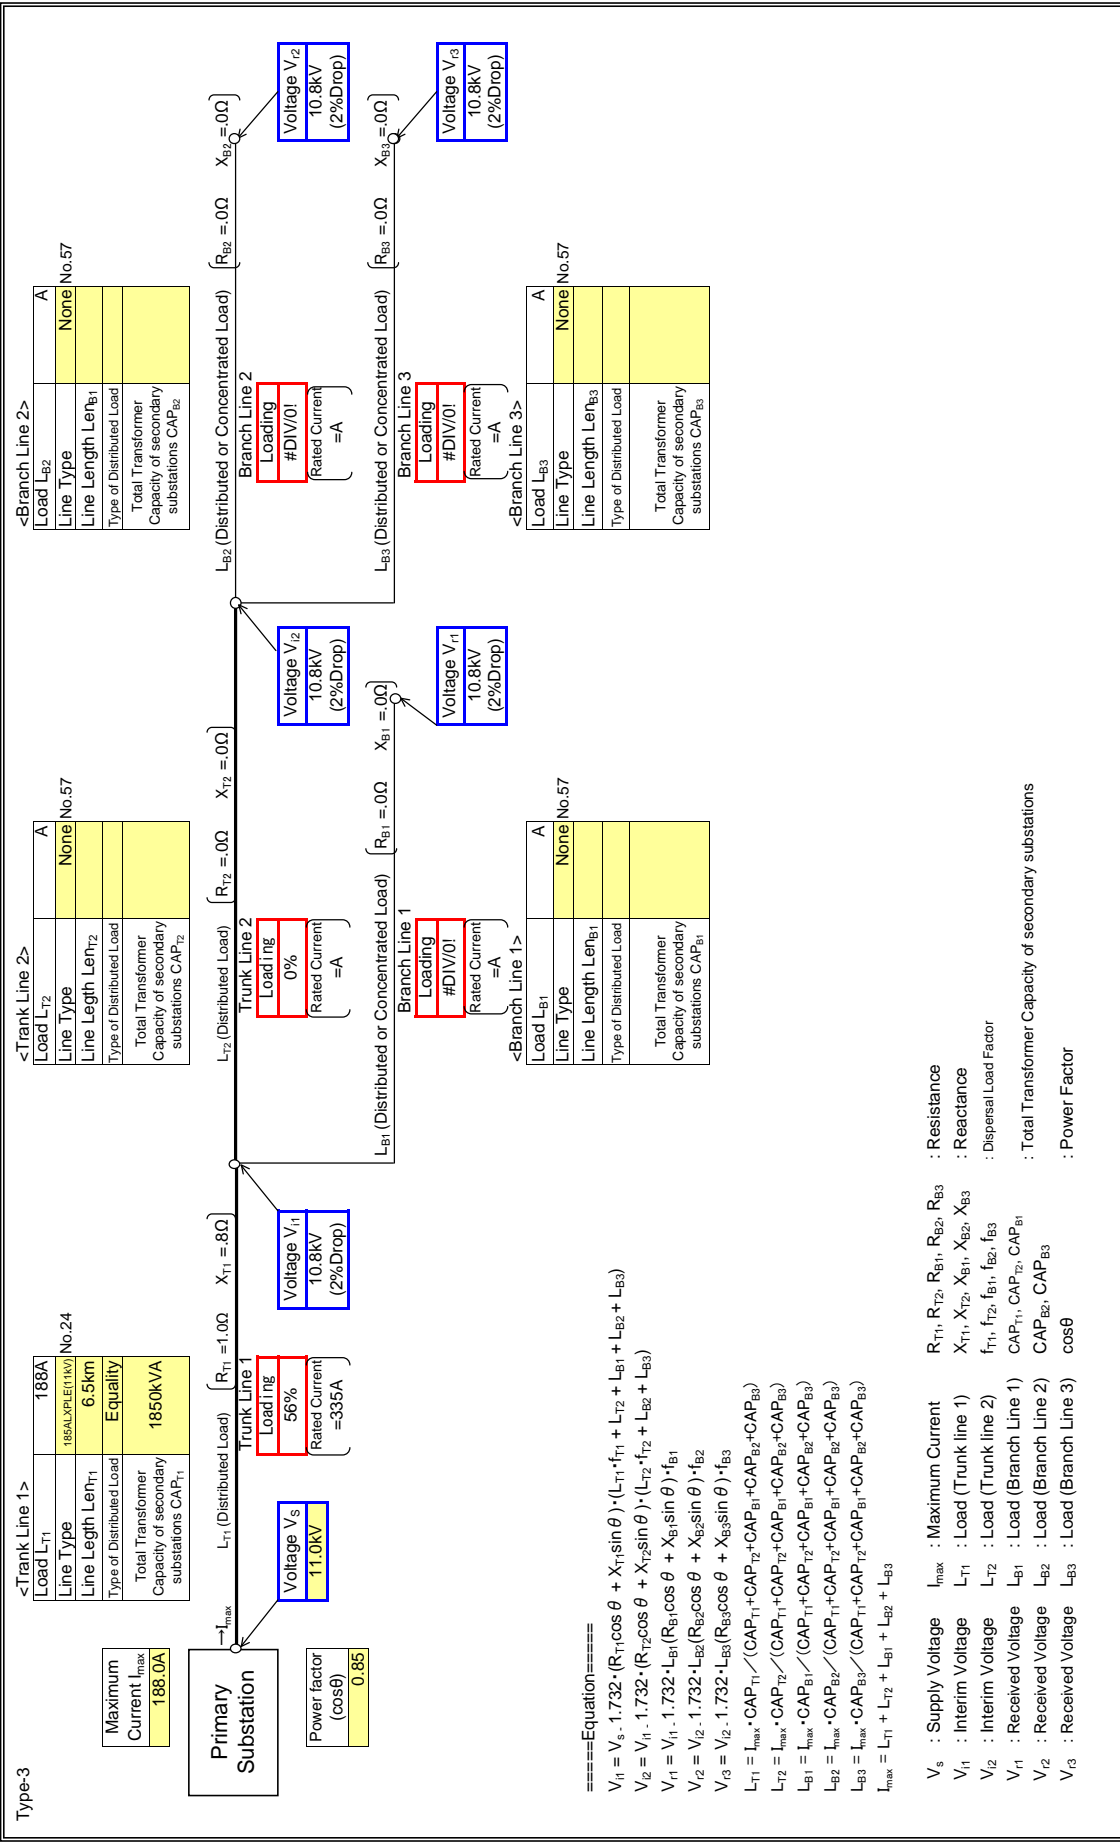 Type-3
Maximum
Current Imax
188.0A
Primary
Substation
Power factor
(cosθ)
0.85
→Imax
Voltage Vs
11.0kV
<Trank Line 1>
Load LT1 188A
Line Type 185ALXPLE(11kV) No.24
Line Legth LenT1 6.5km
Type of Distributed Load Equality
Total Transformer
Capacity of secondary
substations CAPT1
1850kVA
LT1 (Distributed Load)
RT1 =1.0Ω XT1 =.8Ω
Trunk Line 1
Loading
56%
Rated Current
=335A
Voltage Vi1
10.8kV
(2%Drop)
<Trank Line 2>
Load LT2 A
Line Type None No.57
Line Legth LenT2
Type of Distributed Load
Total Transformer
Capacity of secondary
substations CAPT2
LT2 (Distributed Load)
RT2 =.0Ω XT2 =.0Ω
Trunk Line 2
Loading
0%
Rated Current
=A
Voltage Vi2
10.8kV
(2%Drop)
LB1 (Distributed or Concentrated Load)
RB1 =.0Ω XB1 =.0Ω
Branch Line 1
Loading
#DIV/0!
Rated Current
=A
Voltage Vr1
10.8kV
(2%Drop)
<Branch Line 1>
Load LB1 A
Line Type None No.57
Line Length LenB1
Type of Distributed Load
Total Transformer
Capacity of secondary
substations CAPB1
<Branch Line 2>
Load LB2 A
Line Type None No.57
Line Length LenB1
Type of Distributed Load
Total Transformer
Capacity of secondary
substations CAPB2
LB2 (Distributed or Concentrated Load)
RB2 =.0Ω XB2 =.0Ω
Branch Line 2
Loading
#DIV/0!
Rated Current
=A
Voltage Vr2
10.8kV
(2%Drop)
LB3 (Distributed or Concentrated Load)
RB3 =.0Ω XB3 =.0Ω
Branch Line 3
Loading
#DIV/0!
Rated Current
=A
Voltage Vr3
10.8kV
(2%Drop)
<Branch Line 3>
Load LB3 A
Line Type None No.57
Line Length LenB3
Type of Distributed Load
Total Transformer
Capacity of secondary
substations CAPB3
=====Equation=====
Vi1 = Vs - 1.732・(RT1cos θ + XT1sin θ)・(LT1・fT1 + LT2 + LB1 + LB2 + LB3)
Vi2 = Vi1 - 1.732・(RT2cos θ + XT2sin θ)・(LT2・fT2 + LB2 + LB3)
Vr1 = Vi1 - 1.732・LB1(RB1cos θ + XB1sin θ)・fB1
Vr2 = Vi2 - 1.732・LB2(RB2cos θ + XB2sin θ)・fB2
Vr3 = Vi2 - 1.732・LB3(RB3cos θ + XB3sin θ)・fB3
LT1 = Imax・CAPT1／(CAPT1+CAPT2+CAPB1+CAPB2+CAPB3)
LT2 = Imax・CAPT2／(CAPT1+CAPT2+CAPB1+CAPB2+CAPB3)
LB1 = Imax・CAPB1／(CAPT1+CAPT2+CAPB1+CAPB2+CAPB3)
LB2 = Imax・CAPB2／(CAPT1+CAPT2+CAPB1+CAPB2+CAPB3)
LB3 = Imax・CAPB3／(CAPT1+CAPT2+CAPB1+CAPB2+CAPB3)
Imax = LT1 + LT2 + LB1 + LB2 + LB3
Vs : Supply Voltage Imax : Maximum Current RT1, RT2, RB1, RB2, RB3 : Resistance
Vi1 : Interim Voltage LT1 : Load (Trunk line 1) XT1, XT2, XB1, XB2, XB3 : Reactance
Vi2 : Interim Voltage LT2 : Load (Trunk line 2) fT1, fT2, fB1, fB2, fB3 : Dispersal Load Factor
Vr1 : Received Voltage LB1 : Load (Branch Line 1) CAPT1, CAPT2, CAPB1 : Total Transformer Capacity of secondary substations
Vr2 : Received Voltage LB2 : Load (Branch Line 2) CAPB2, CAPB3
Vr3 : Received Voltage LB3 : Load (Branch Line 3) cosθ : Power Factor